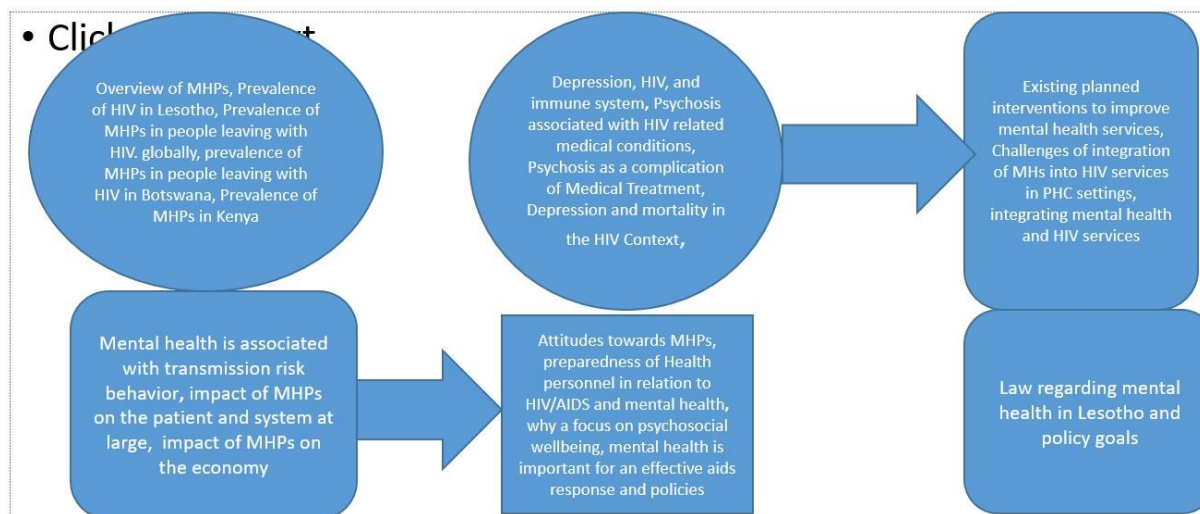 • Clic rt
Overview of MHPs, Prevalence
of HIV in Lesotho, Prevalence of
MHPs in people leaving with
HIV. globally, prevalence of
MHPs in people leaving with
HIV in Botswana, Prevalence of
MHPs in Kenya
Mental health is associated
with transmission risk
behavior, impact of MHPs
on the patient and system at
large, impact of MHPs on
the economy
Depression, HIV, and
immune system, Psychosis
associated with HIV related
medical conditions,
Psychosis as a complication
of Medical Treatment,
Depression and mortality in
the HIV Context,
Attitudes towards MHPs,
preparedness of Health
personnel in relation to
HIV/AIDS and mental health,
why a focus on psychosocial
wellbeing, mental health is
important for an effective aids
response and policies
Existing planned
interventions to improve
mental health services,
Challenges of integration
of MHs into HIV services
in PHC settings,
integrating mental health
and HIV services
Law regarding mental
health in Lesotho and
policy goals